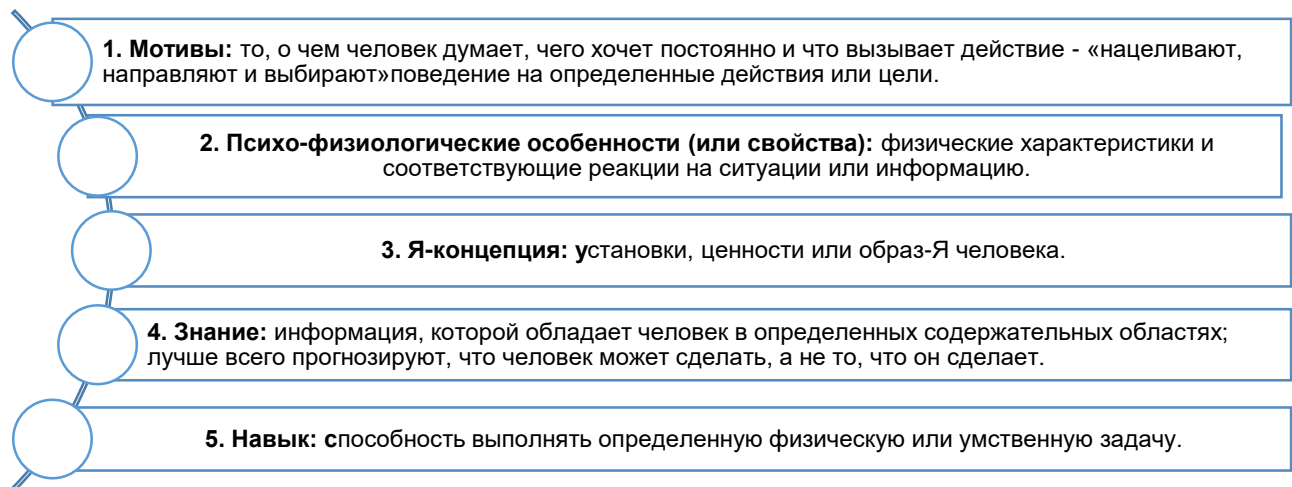 1. Мотивы: то, о чем человек думает, чего хочет постоянно и что вызывает действие - «нацеливают,
направляют и выбирают»поведение на определенные действия или цели.
2. Психо-физиологические особенности (или свойства): физические характеристики и
соответствующие реакции на ситуации или информацию.
3. Я-концепция: установки, ценности или образ-Я человека.
4. Знание: информация, которой обладает человек в определенных содержательных областях;
лучше всего прогнозируют, что человек может сделать, а не то, что он сделает.
5. Навык: способность выполнять определенную физическую или умственную задачу.